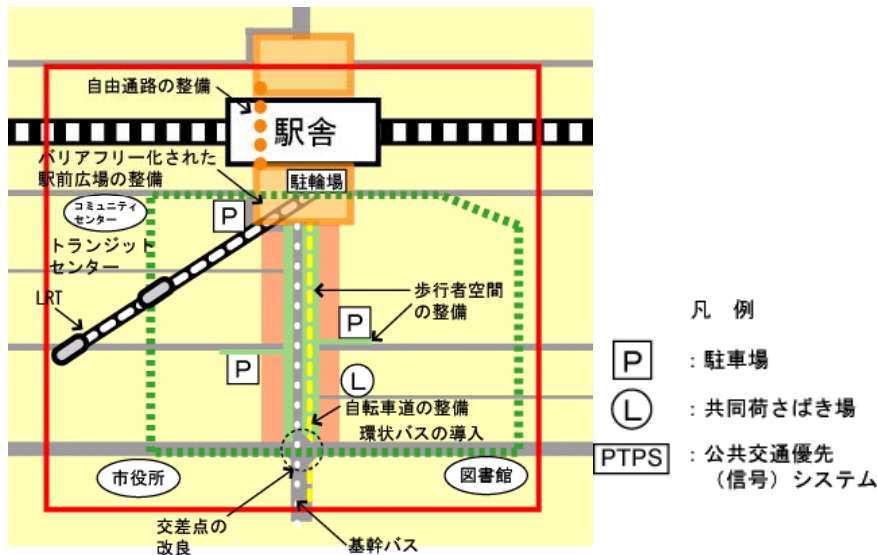 自由通路の整備
駅舎
バリアフリー化された
駅前広場の整備
駐輪場
コミュニティ
センター
P
トランジット
センター
LRT
歩行者空間
の整備
P
P
L
自転車道の整備
環状バスの導入
市役所
図書館
交差点の
改良
基幹バス
凡 例
P ：駐車場
L ：共同荷さばき場
PTPS ：公共交通優先
（信号）システム